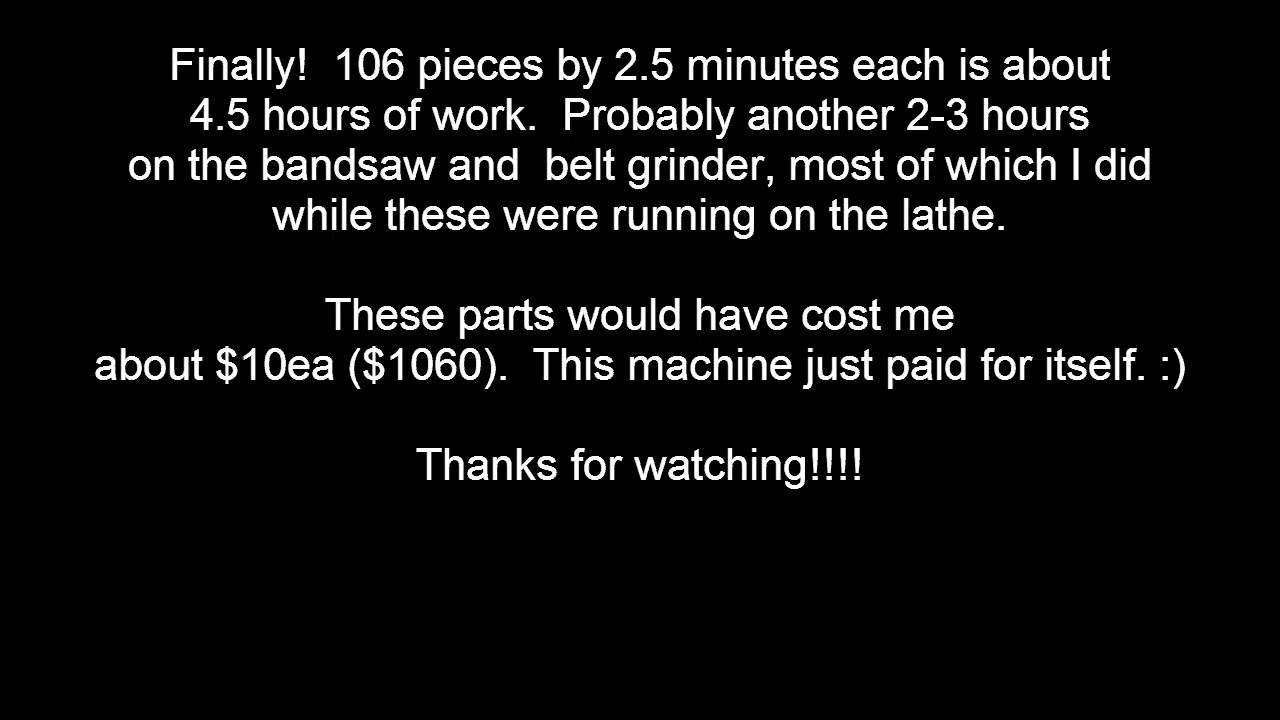 Finally!  106 pieces by 2.5 minutes each is about
4.5 hours of work.  Probably another 2-3 hours
on the bandsaw and  belt grinder, most of which I did
while these were running on the lathe.
These parts would have cost me
about $10ea ($1060).  This machine just paid for itself. :)
Thanks for watching!!!!